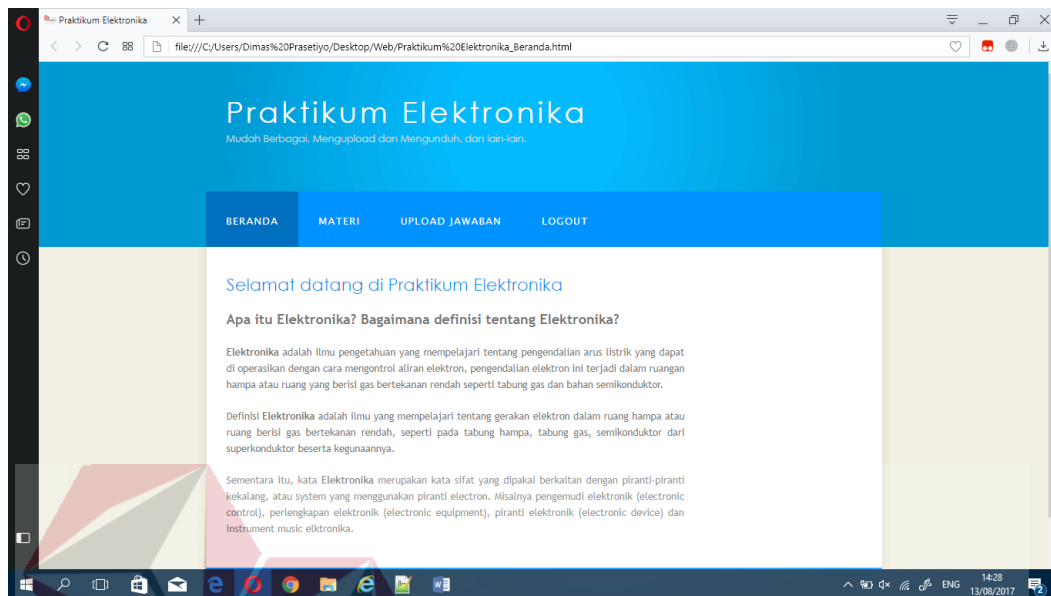 Praktikum Elektronika
file:///C:/Users/Dimas%20Prasetiyo/Desktop/Web/Praktikum%20Elektronika_Beranda.html
Praktikum Elektronika
Mudah Berbagai, Mengupload dan Mengunduh, dan lain-lain.
BERANDA MATERI UPLOAD JAWABAN LOGOUT
Selamat datang di Praktikum Elektronika
Apa itu Elektronika? Bagaimana definisi tentang Elektronika?
Elektronika adalah ilmu pengetahuan yang mempelajari tentang pengendalian arus listrik yang dapat
di operasikan dengan cara mengontrol aliran elektron, pengendalian elektron ini terjadi dalam ruangan
hampa atau ruang yang berisi gas bertekanan rendah seperti tabung gas dan bahan semikonduktor.
Definisi Elektronika adalah ilmu yang mempelajari tentang gerakan elektron dalam ruang hampa atau
ruang berisi gas bertekanan rendah, seperti pada tabung hampa, tabung gas, semikonduktor dari
superkonduktor beserta kegunaannya.
Sementara itu, kata Elektronika merupakan kata sifat yang dipakai berkaitan dengan piranti-piranti
kekalang, atau system yang menggunakan piranti electron. Misalnya pengemudi elektronik (electronic
control), perlengkapan elektronik (electronic equipment), piranti elektronik (electronic device) dan
instrument music elktronika.
ENG
14:28
13/08/2017
2